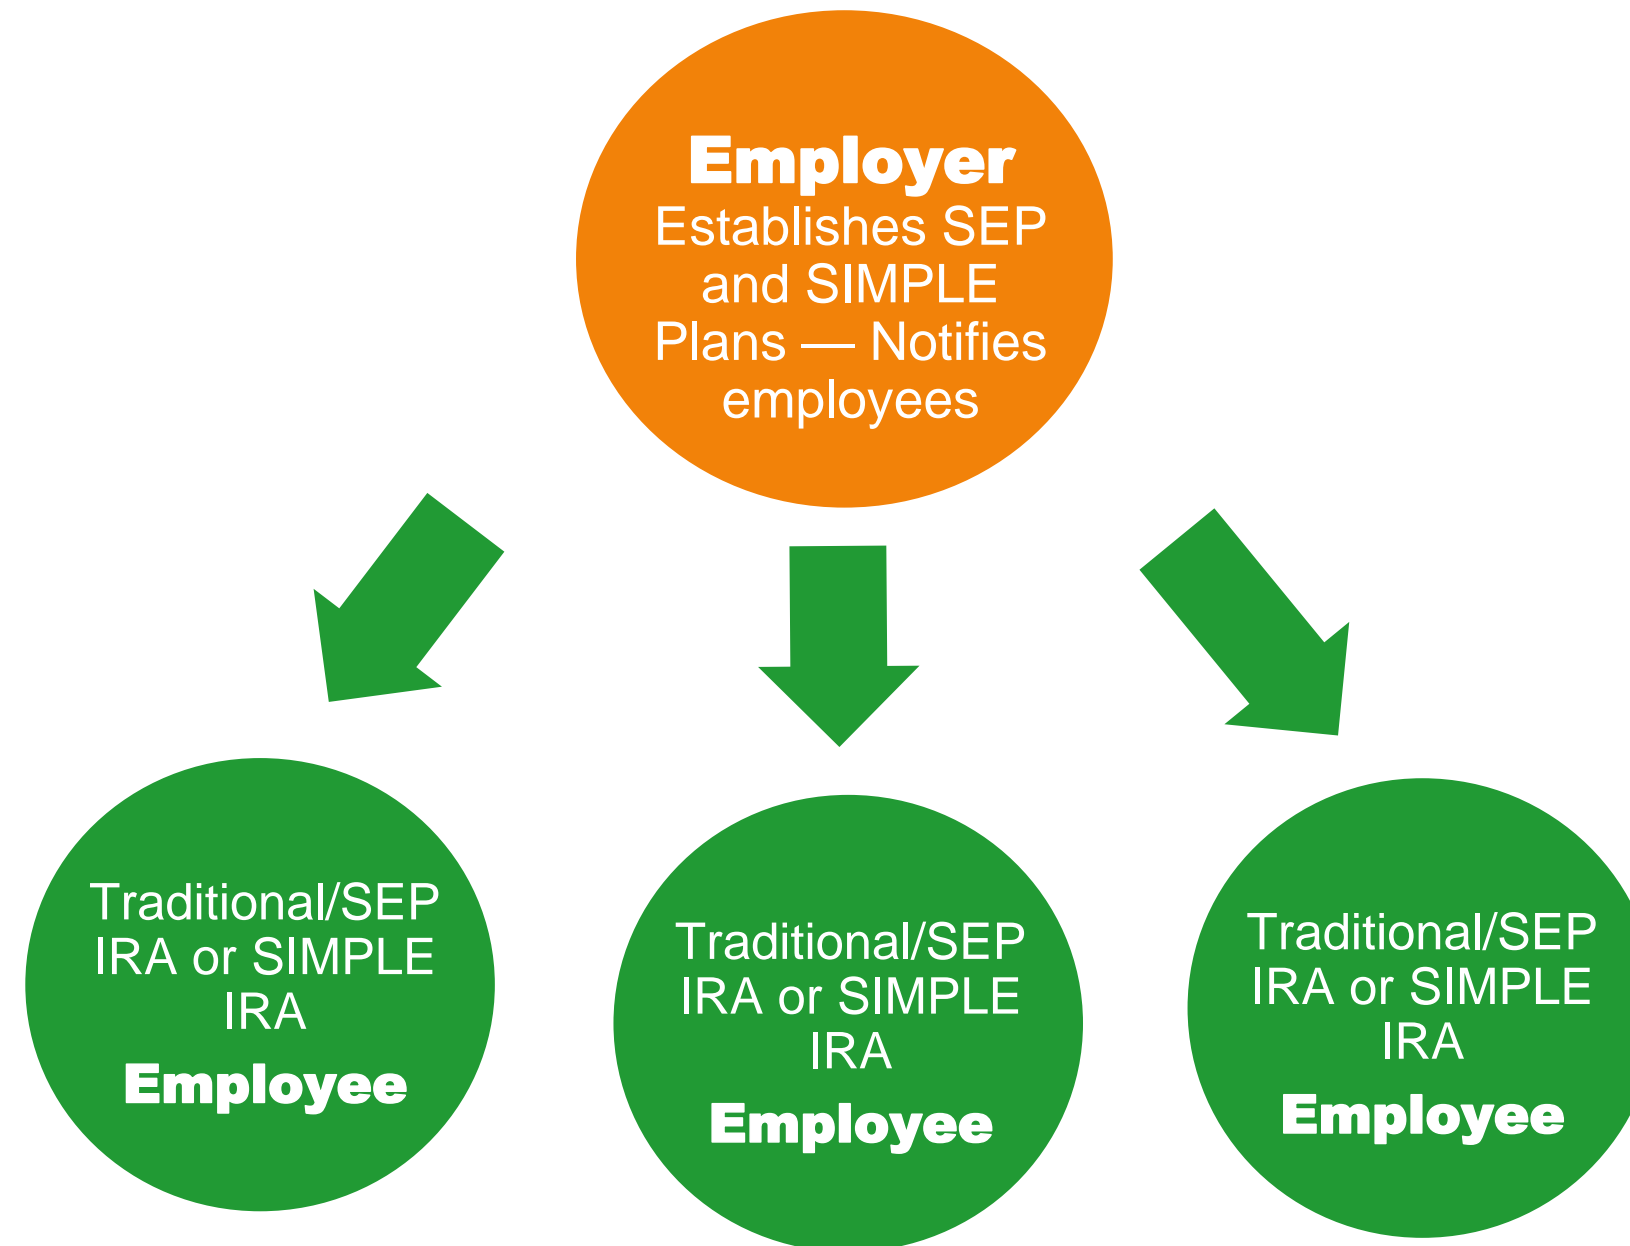 Employer
Establishes SEP
and SIMPLE
Plans — Notifies
employees
Traditional/SEP
IRA or SIMPLE
IRA
Employee
Traditional/SEP
IRA or SIMPLE
IRA
Employee
Traditional/SEP
IRA or SIMPLE
IRA
Employee